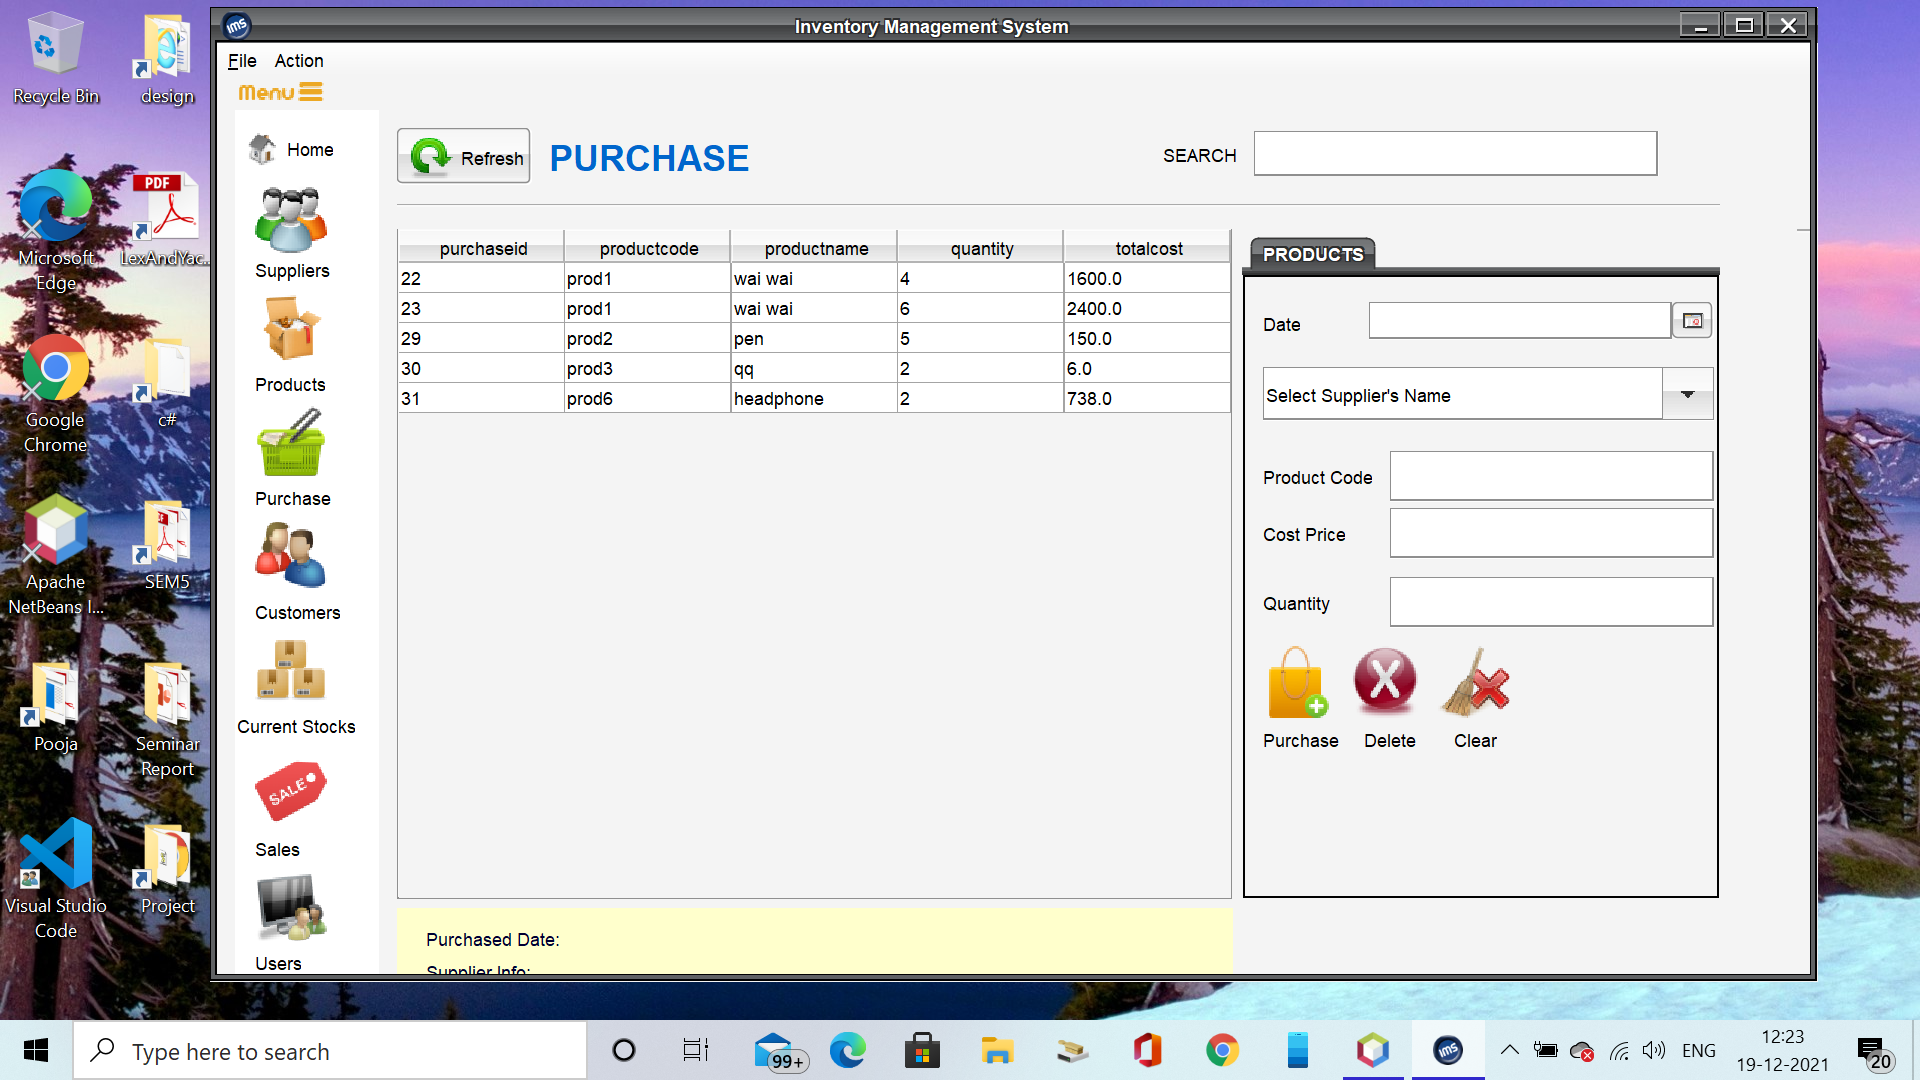 Recycle Bin
design
Microsoft Edge
PDF
LexAndYac...
Google Chrome
c#
Apache NetBeans I...
SEM5
Pooja
Seminar Report
Visual Studio Code
Project
IMS
Inventory Management System
File Action
Menu
Home
Suppliers
Products
Purchase
Customers
Current Stocks
SALE
Sales
Users
Refresh
PURCHASE
SEARCH
purchaseid productcode productname quantity totalcost
22 prod1 wai wai 4 1600.0
23 prod1 wai wai 6 2400.0
29 prod2 pen 5 150.0
30 prod3 qq 2 6.0
31 prod6 headphone 2 738.0
Purchased Date:
Supplier Info:
PRODUCTS
Date
Select Supplier's Name
Product Code
Cost Price
Quantity
Purchase Delete Clear
Type here to search
99+
IMS
ENG
12:23
19-12-2021
20